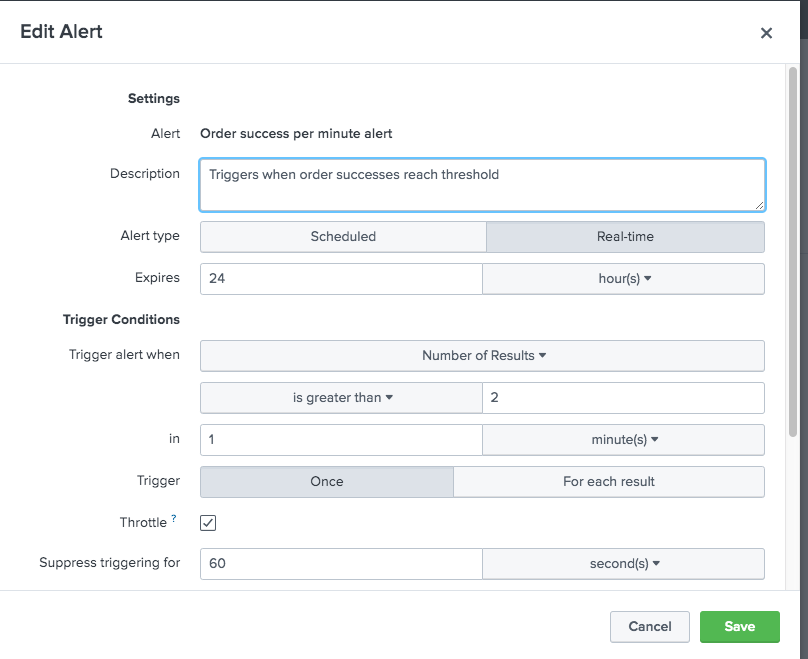 Edit Alert
Settings
Alert Order success per minute alert
Description Triggers when order successes reach threshold
Alert type Scheduled Real-time
Expires 24 hour(s)
Trigger Conditions
Trigger alert when Number of Results
is greater than 2
in 1 minute(s)
Trigger Once For each result
Throttle ?
Suppress triggering for 60 second(s)
Cancel Save